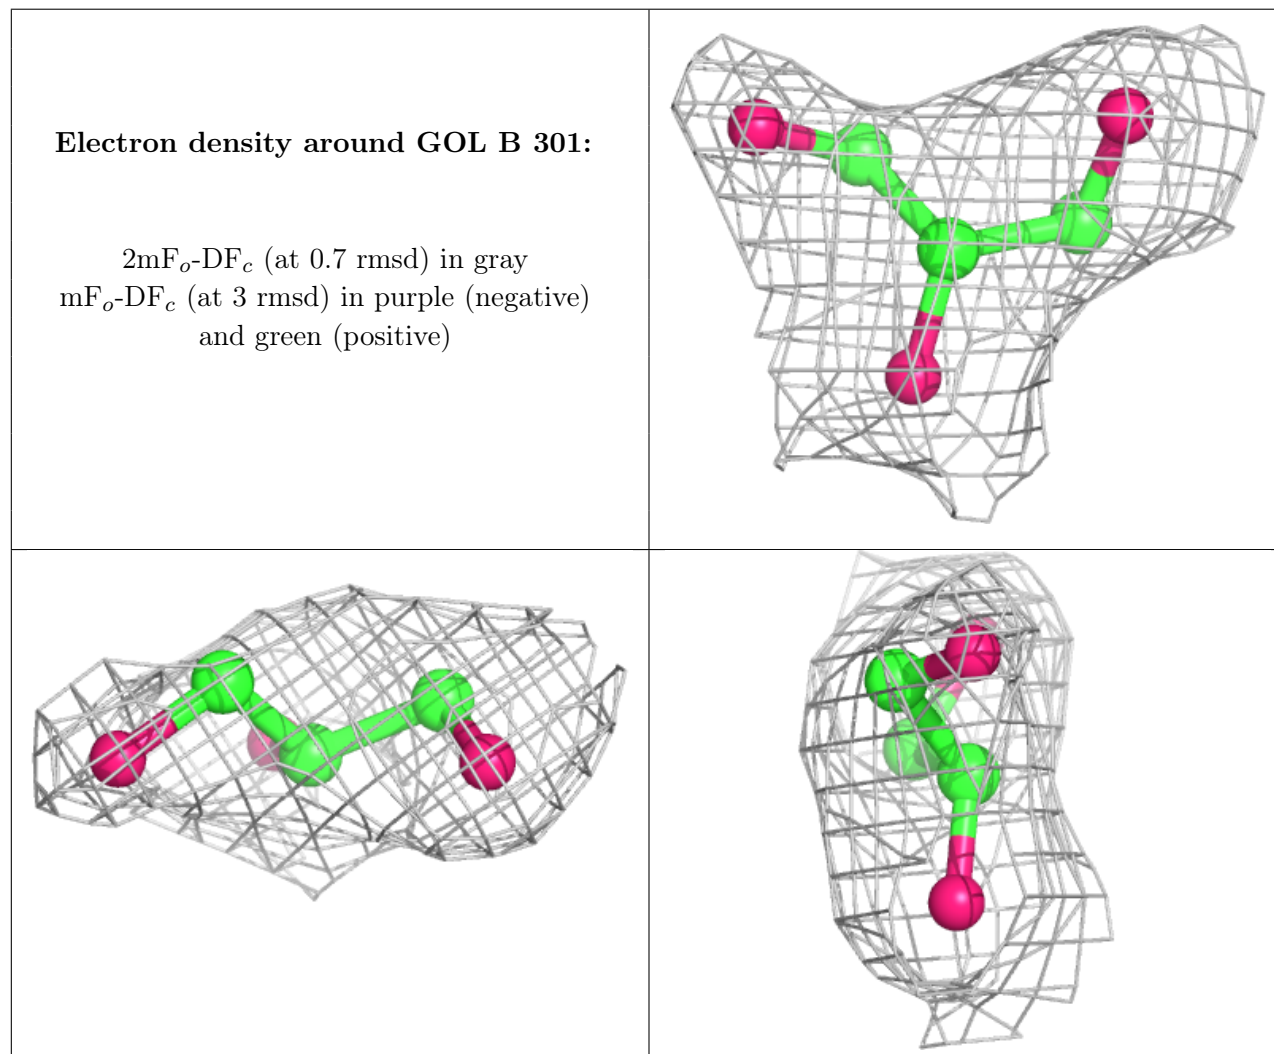 Electron density around GOL B 301:
2mFo-DFc (at 0.7 rmsd) in gray
mFo-DFc (at 3 rmsd) in purple (negative)
and green (positive)